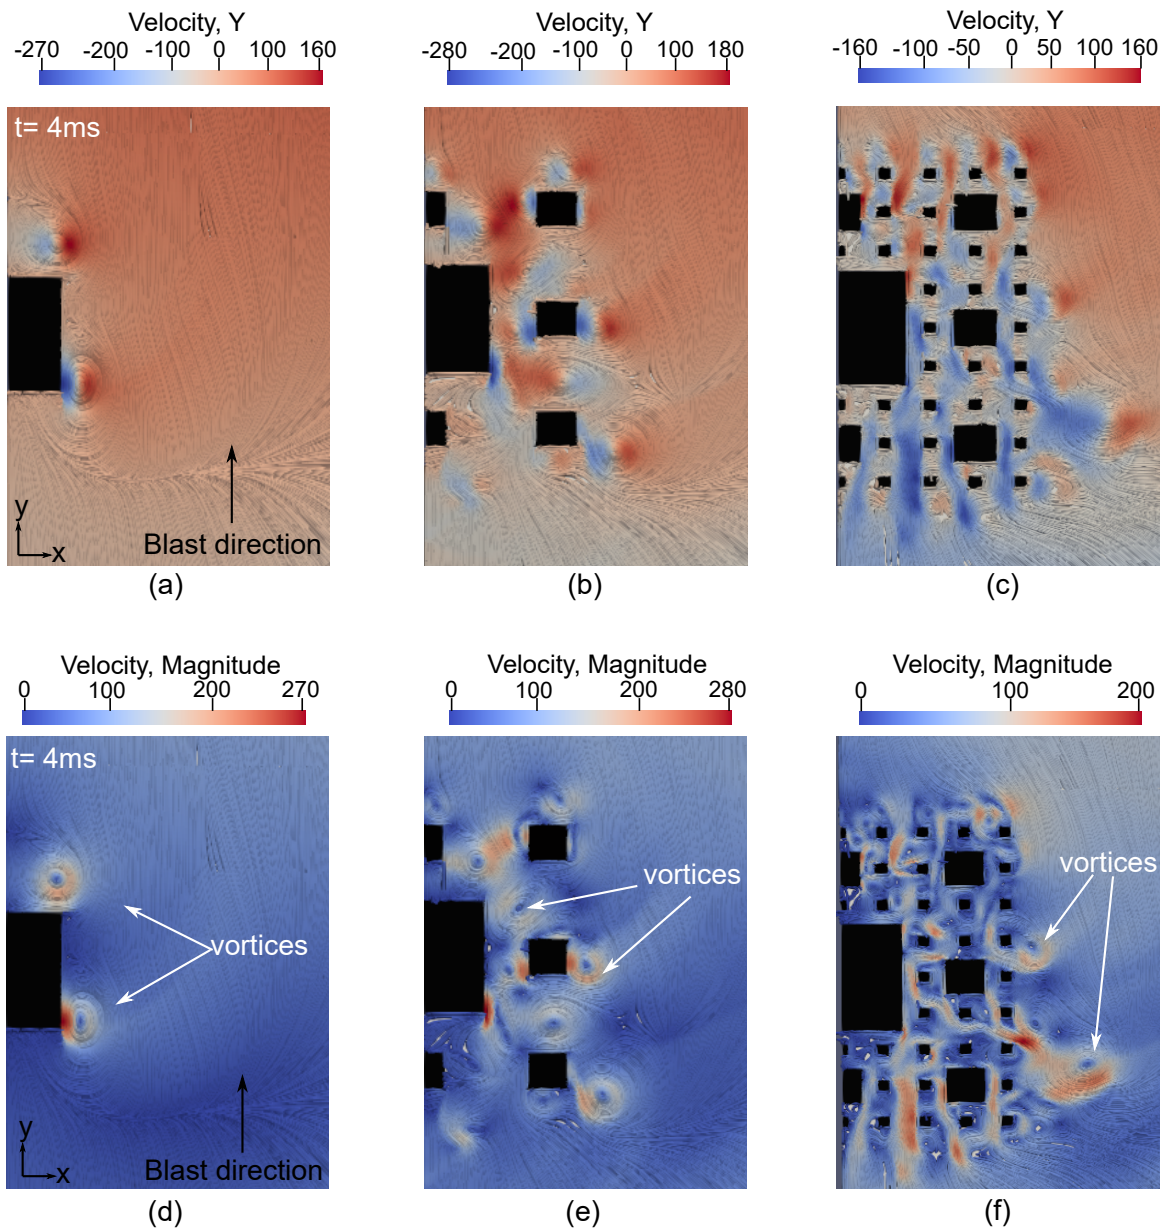 Velocity, Y
-270 -200 -100 0 100 160
t= 4ms
y
x
Blast direction
(a)
Velocity, Y
-280 -200 -100 0 100 180
(b)
Velocity, Y
-160 -100 -50 0 50 100 160
(c)
Velocity, Magnitude
0 100 200 270
t= 4ms
vortices
y
x
Blast direction
(d)
Velocity, Magnitude
0 100 200 280
vortices
(e)
Velocity, Magnitude
0 100 200
vortices
(f)